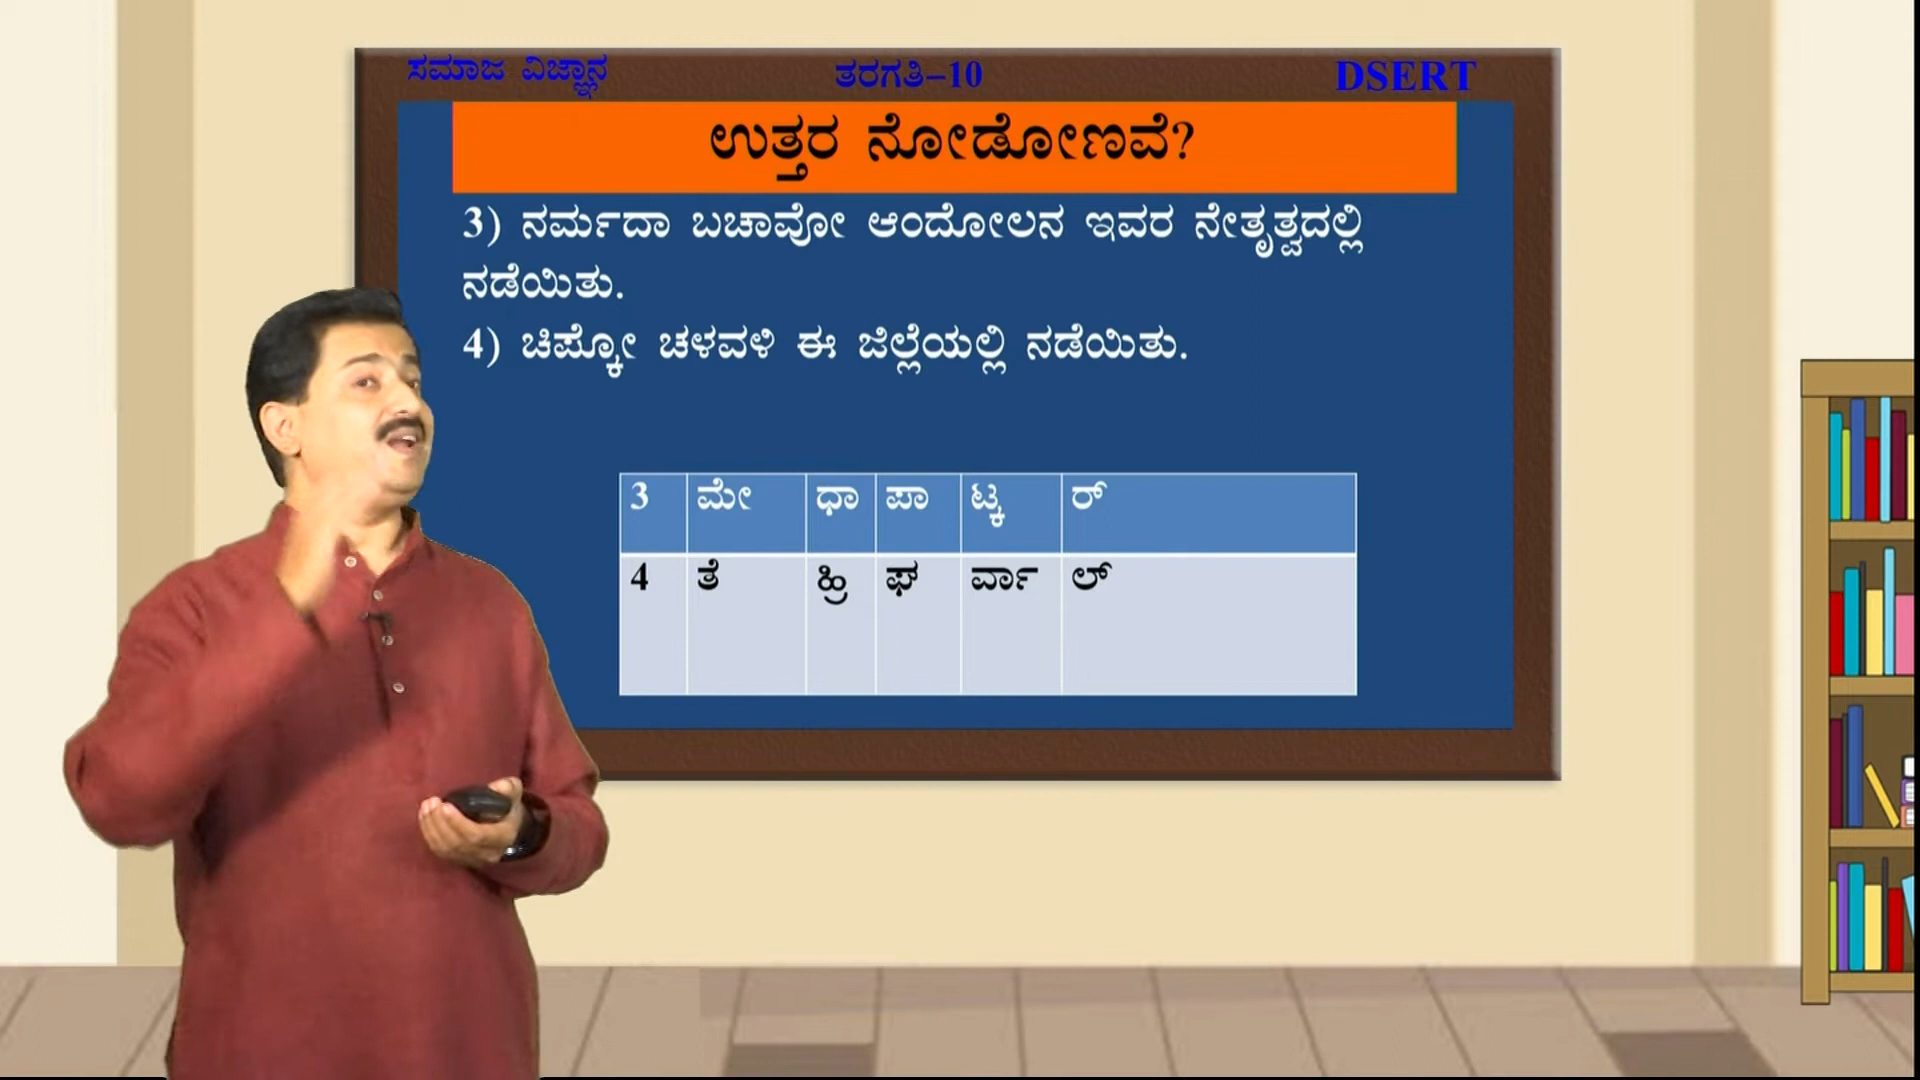 ಸಮಾಜ ವಿಜ್ಞಾನ ತರಗತಿ-10 DSERT
ಉತ್ತರ ನೋಡೋಣವೆ?
3) ನರ್ಮದಾ ಬಚಾವೋ ಆಂದೋಲನ ಇವರ ನೇತೃತ್ವದಲ್ಲಿ
ನಡೆಯಿತು.
4) ಚಿಪ್ಕೋ ಚಳವಳಿ ಈ ಜಿಲ್ಲೆಯಲ್ಲಿ ನಡೆಯಿತು.
3 ಮೇ ಧಾ ಪಾ ಟ್ಕ ರ್
4 ತೆ ಹ್ರಿ ಘ ರ್ವಾ ಲ್